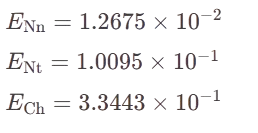 E_Nn = 1.2675 × 10⁻²
E_Nt = 1.0095 × 10⁻¹
E_Ch = 3.3443 × 10⁻¹